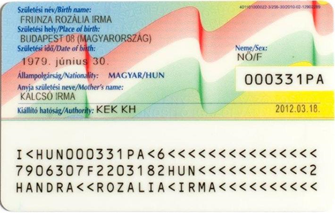 Születési név/Birth name:
FRUNZA ROZÁLIA IRMA
Születési hely/Place of birth:
BUDAPEST 08 (MAGYARORSZÁG)
Születési idő/Date of birth: Neme/Sex:
1979. június 30. NŐ/F
Állampolgárság/Nationality: MAGYAR/HUN
000331PA
Anyja születési neve/Mother's name:
KALCSÓ IRMA
Kiállító hatóság/Authority: KEK KH 2012.03.18.
I<HUN000331PA<6<<<<<<<<<<<<<<<
7906307F2203182HUN<<<<<<<<<<<2
HANDRA<<ROZALIA<IRMA<<<<<<<<<<